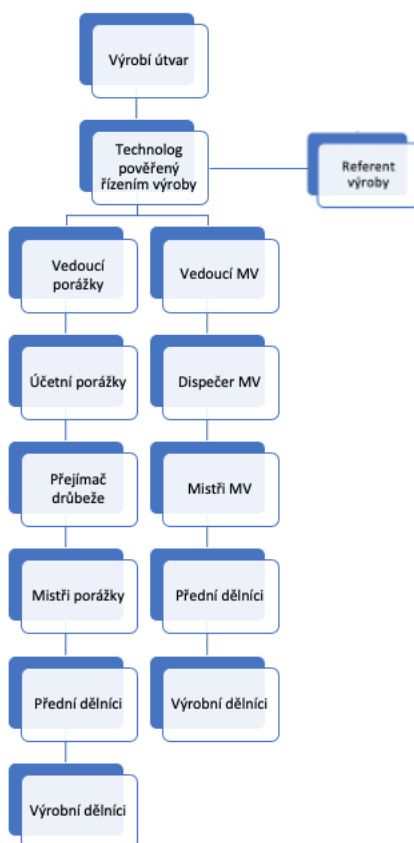 Výrobí útvar
Technolog
pověřený
řízením výroby
Referent
výroby
Vedoucí
porážky
Vedoucí MV
Účetní porážky
Dispečer MV
Přejímač
drůbeže
Mistři MV
Mistři porážky
Přední dělníci
Přední dělníci
Výrobní dělníci
Výrobní dělníci